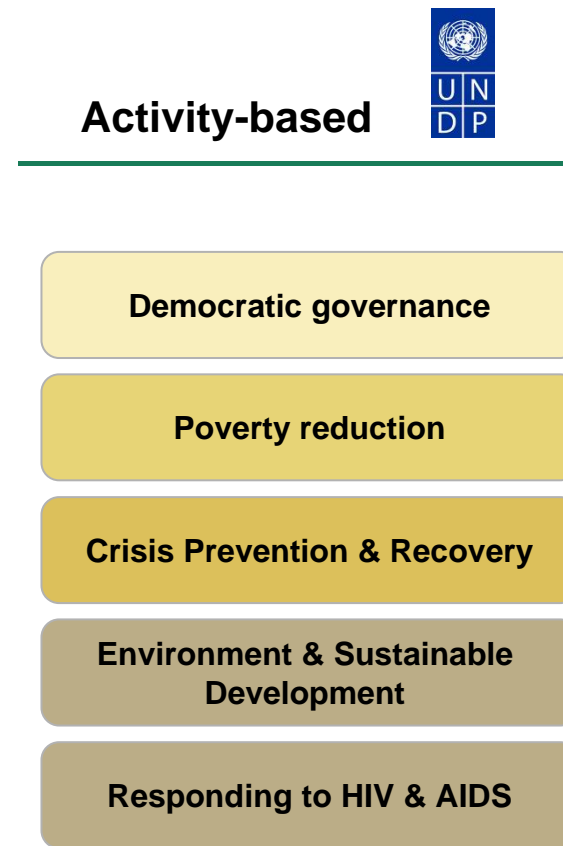 Activity-based
U N
D P
Democratic governance
Poverty reduction
Crisis Prevention & Recovery
Environment & Sustainable
Development
Responding to HIV & AIDS